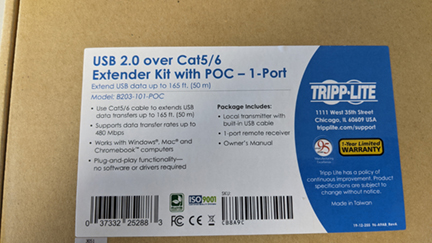 USB 2.0 over Cat5/6
Extender Kit with POC – 1-Port
Extend USB data up to 165 ft. (50 m)
Model: B203-101-POC
• Use Cat5/6 cable to extends USB
data transfers up to 165 ft. (50 m)
• Supports data transfer rates up to
480 Mbps
• Works with Windows®, Mac® and
Chromebook™ computers
• Plug-and-play functionality—
no software or drivers required
Package Includes:
• Local transmitter with
built-in USB cable
• 1-port remote receiver
• Owner's Manual
0 37332 25288 3
ISO9001
CE
SKU:
TRIPP·LITE
1111 West 35th Street
Chicago, IL 60609 USA
tripplite.com/support
95
1-Year Limited
WARRANTY
Tripp Lite has a policy of
continuous improvement. Product
specifications are subject to
change without notice.
Made in Taiwan